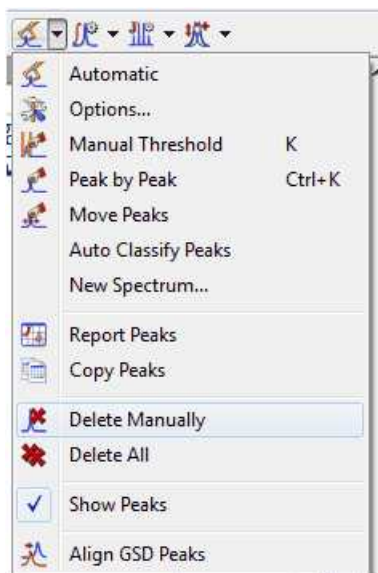 Automatic
Options...
Manual Threshold K
Peak by Peak Ctrl+K
Move Peaks
Auto Classify Peaks
New Spectrum...
Report Peaks
Copy Peaks
Delete Manually
Delete All
Show Peaks
Align GSD Peaks